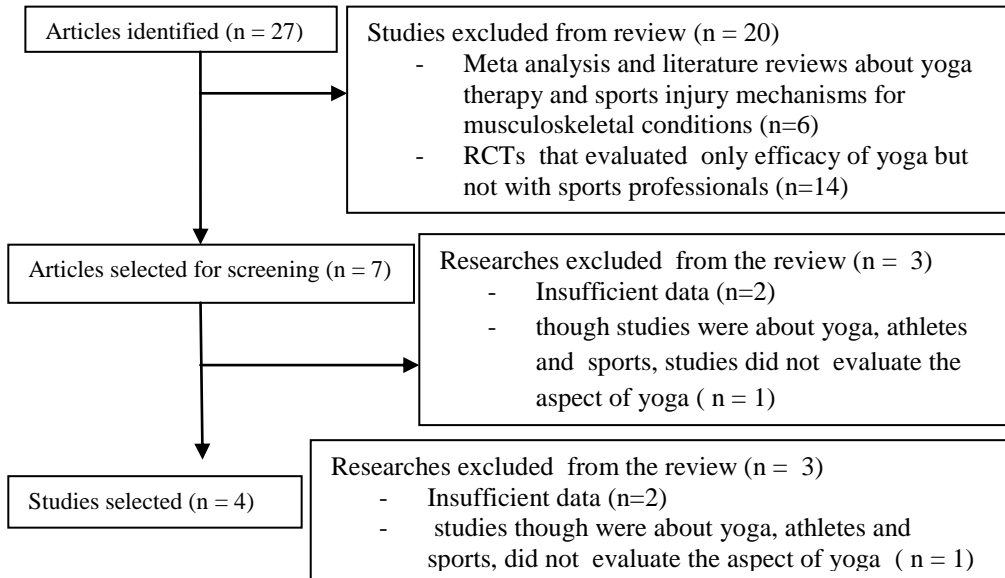 Articles identified (n = 27)
Studies excluded from review (n = 20)
- Meta analysis and literature reviews about yoga
therapy and sports injury mechanisms for
musculoskeletal conditions (n=6)
- RCTs that evaluated only efficacy of yoga but
not with sports professionals (n=14)
Articles selected for screening (n = 7)
Researches excluded from the review (n = 3)
- Insufficient data (n=2)
- though studies were about yoga, athletes
and sports, studies did not evaluate the
aspect of yoga ( n = 1)
Studies selected (n = 4)
Researches excluded from the review (n = 3)
- Insufficient data (n=2)
- studies though were about yoga, athletes and
sports, did not evaluate the aspect of yoga ( n = 1)